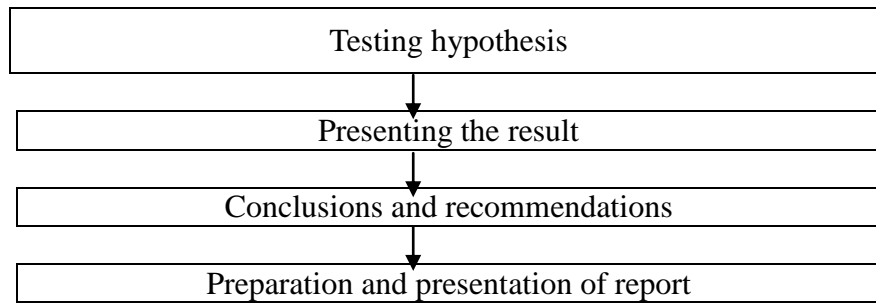 Testing hypothesis
Presenting the result
Conclusions and recommendations
Preparation and presentation of report